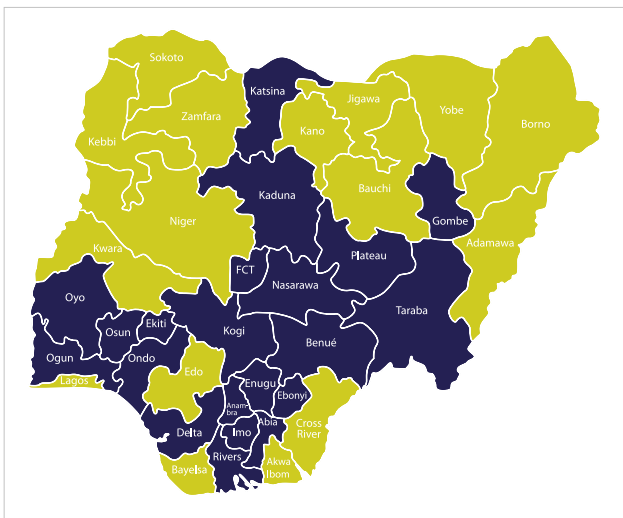 Sokoto
Katsina
Jigawa
Zamfara
Yobe
Borno
Kano
Kebbi
Bauchi
Kaduna
Niger
Gombe
Adamawa
Kwara
Plateau
FCT
Nasarawa
Oyo
Taraba
Ekiti
Osun
Kogi
Benué
Ogun
Ondo
Edo
Lagos
Enugu
Ebonyi
Anam-
bra
Abia
Cross
River
Delta
Imo
Rivers
Akwa
Ibom
Bayelsa